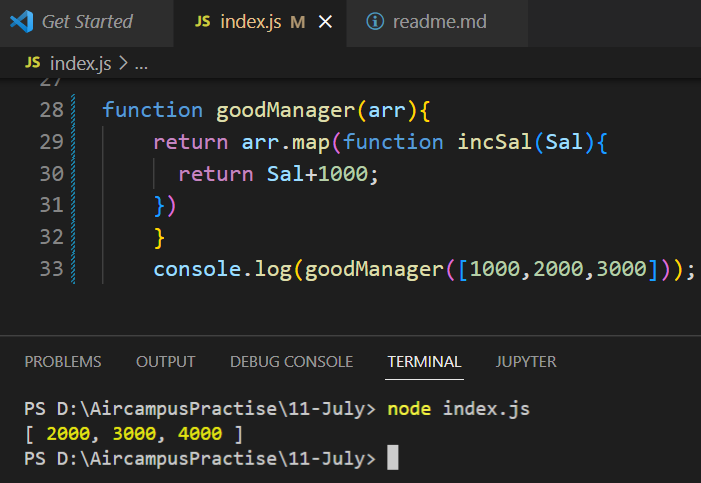 Get Started JS index.js M readme.md
JS index.js > ...
27
28 function goodManager(arr){
29 return arr.map(function incSal(Sal){
30 return Sal+1000;
31 })
32 }
33 console.log(goodManager([1000,2000,3000]));
PROBLEMS OUTPUT DEBUG CONSOLE TERMINAL JUPYTER
PS D:\AircampusPractise\11-July> node index.js
[ 2000, 3000, 4000 ]
PS D:\AircampusPractise\11-July>